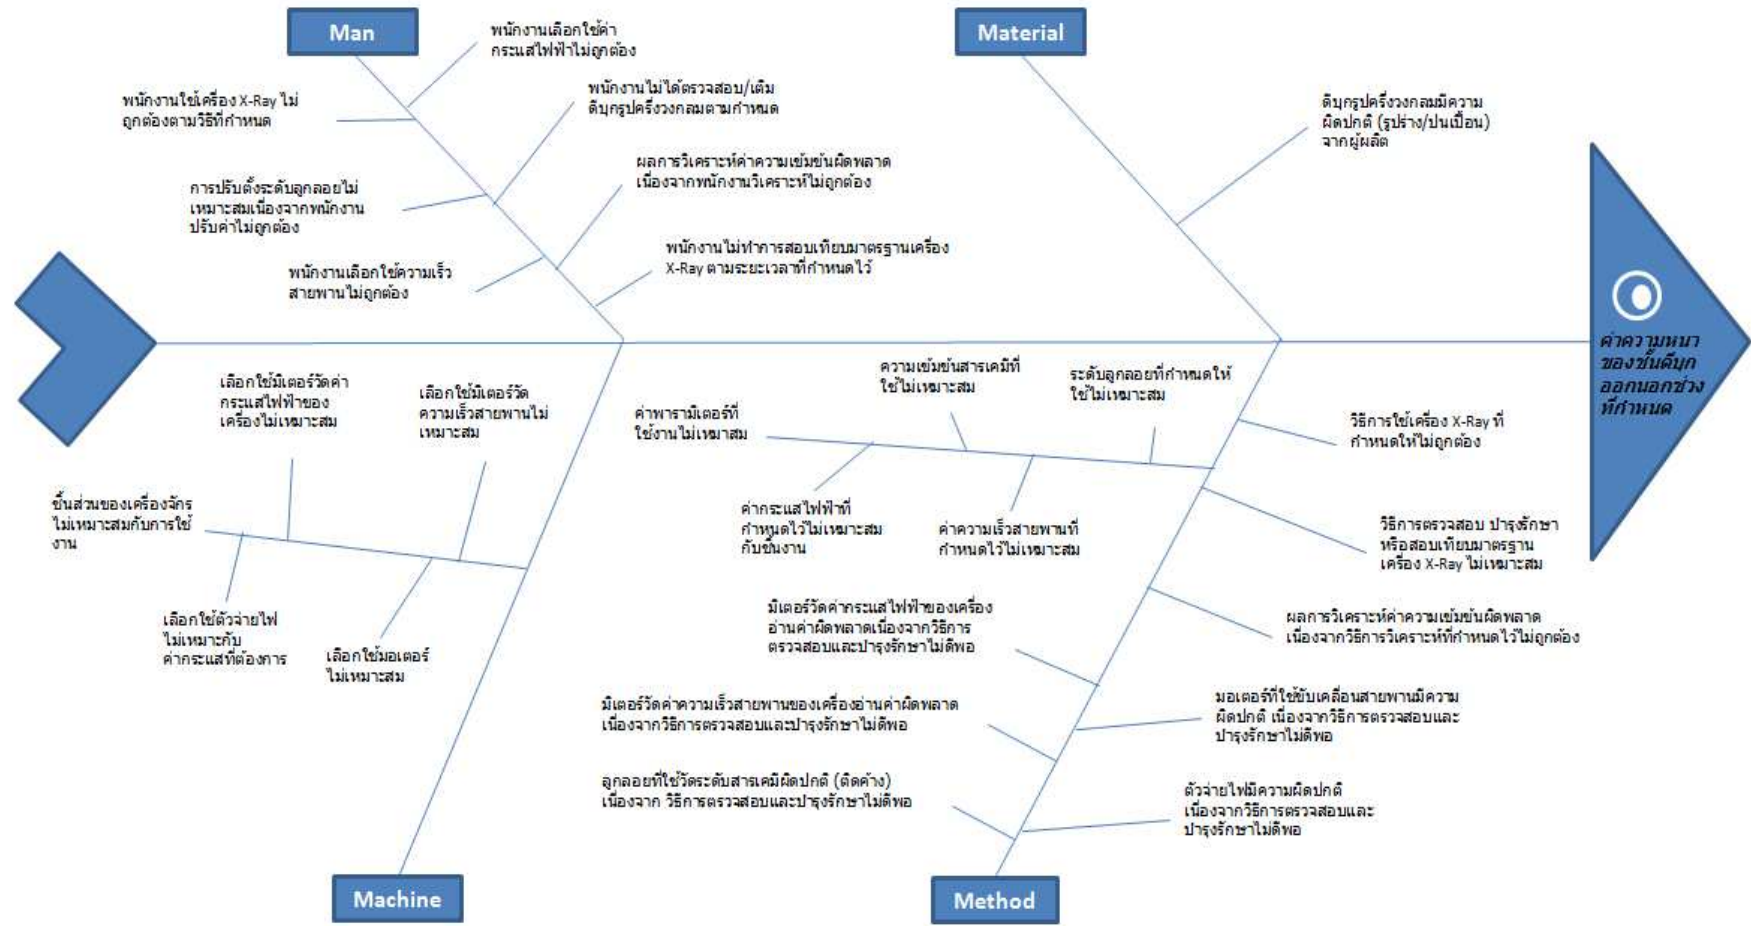 Man
พนักงานเลือกใช้ค่า
กระแสไฟฟ้าไม่ถูกต้อง
พนักงานใช้เครื่อง X-Ray ไม่
ถูกต้องตามวิธีที่กำหนด
พนักงานไม่ได้ตรวจสอบ/เติม
ดีบุกรูปครึ่งวงกลมตามกำหนด
การปรับตั้งระดับลูกลอยไม่
เหมาะสมเนื่องจากพนักงาน
ปรับค่าไม่ถูกต้อง
ผลการวิเคราะห์ค่าความเข้มข้นผิดพลาด
เนื่องจากพนักงานวิเคราะห์ไม่ถูกต้อง
พนักงานเลือกใช้ความเร็ว
สายพานไม่ถูกต้อง
พนักงานไม่ทำการสอบเทียบมาตรฐานเครื่อง
X-Ray ตามระยะเวลาที่กำหนดไว้
Material
ดีบุกรูปครึ่งวงกลมมีความ
ผิดปกติ (รูปร่าง/ปนเปื้อน)
จากผู้ผลิต
ค่าความหนา
ของชั้นดีบุก
ออกนอกช่วง
ที่กำหนด
เลือกใช้มิเตอร์วัดค่า
กระแสไฟฟ้าของ
เครื่องไม่เหมาะสม
เลือกใช้มิเตอร์วัด
ความเร็วสายพานไม่
เหมาะสม
ชิ้นส่วนของเครื่องจักร
ไม่เหมาะสมกับการใช้
งาน
เลือกใช้ตัวจ่ายไฟ
ไม่เหมาะกับ
ค่ากระแสที่ต้องการ
เลือกใช้มอเตอร์
ไม่เหมาะสม
Machine
ความเข้มข้นสารเคมีที่
ใช้ไม่เหมาะสม
ระดับลูกลอยที่กำหนดให้
ใช้ไม่เหมาะสม
ค่าพารามิเตอร์ที่
ใช้งานไม่เหมาสม
ค่ากระแสไฟฟ้าที่
กำหนดไว้ไม่เหมาะสม
กับชิ้นงาน
ค่าความเร็วสายพานที่
กำหนดไว้ไม่เหมาะสม
วิธีการใช้เครื่อง X-Ray ที่
กำหนดให้ไม่ถูกต้อง
วิธีการตรวจสอบ บำรุงรักษา
หรือสอบเทียบมาตรฐาน
เครื่อง X-Ray ไม่เหมาะสม
มิเตอร์วัดค่ากระแสไฟฟ้าของเครื่อง
อ่านค่าผิดพลาดเนื่องจากวิธีการ
ตรวจสอบและบำรุงรักษาไม่ดีพอ
ผลการวิเคราะห์ค่าความเข้มข้นผิดพลาด
เนื่องจากวิธีการวิเคราะห์ที่กำหนดไว้ไม่ถูกต้อง
มิเตอร์วัดค่าความเร็วสายพานของเครื่องอ่านค่าผิดพลาด
เนื่องจากวิธีการตรวจสอบและบำรุงรักษาไม่ดีพอ
มอเตอร์ที่ใช้ขับเคลื่อนสายพานมีความ
ผิดปกติ เนื่องจากวิธีการตรวจสอบและ
บำรุงรักษาไม่ดีพอ
ลูกลอยที่ใช้วัดระดับสารเคมีผิดปกติ (ติดค้าง)
เนื่องจาก วิธีการตรวจสอบและบำรุงรักษาไม่ดีพอ
ตัวจ่ายไฟมีความผิดปกติ
เนื่องจากวิธีการตรวจสอบและ
บำรุงรักษาไม่ดีพอ
Method